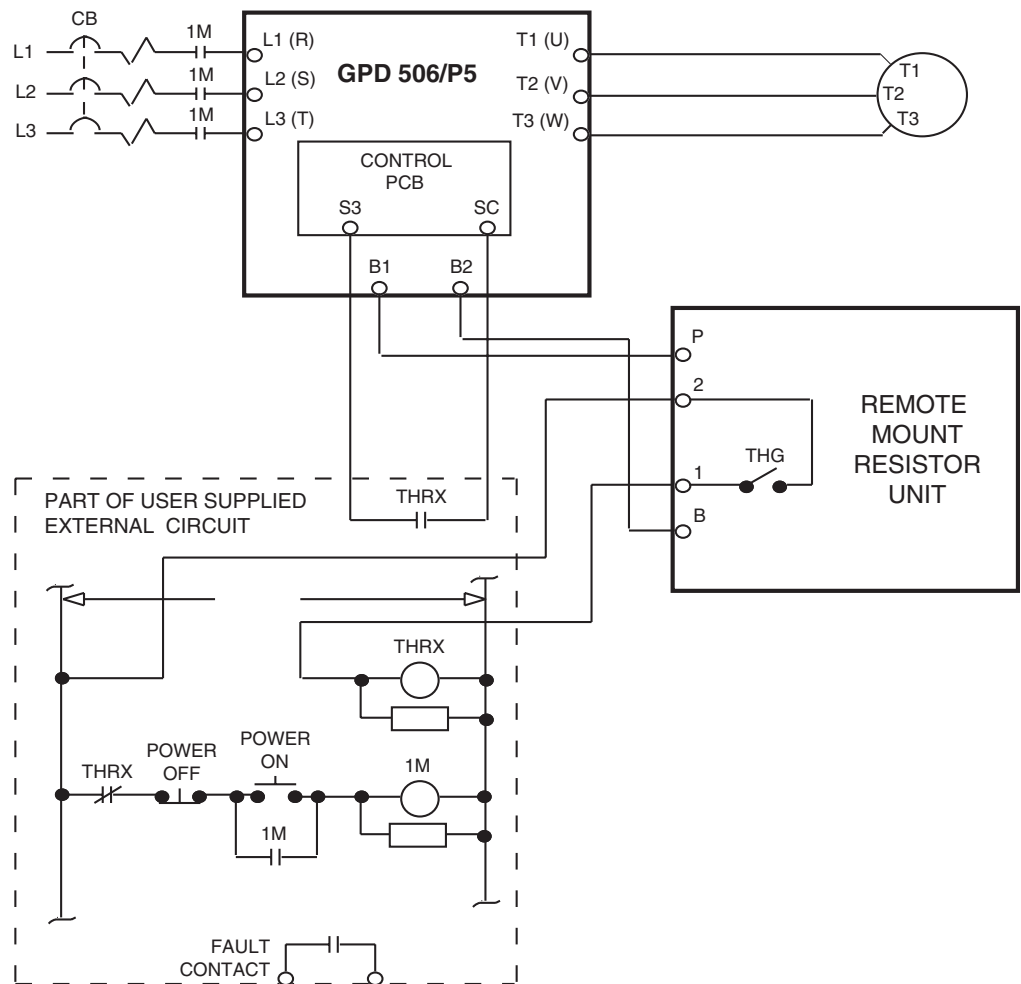 CB
1M
L1
L1 (R)
T1 (U)
GPD 506/P5
T1
1M
L2
L2 (S)
T2 (V)
T2
1M
L3
L3 (T)
T3 (W)
T3
CONTROL
PCB
S3
SC
B1
B2
P
2
REMOTE
MOUNT
RESISTOR
UNIT
THG
1
B
PART OF USER SUPPLIED
EXTERNAL CIRCUIT
THRX
THRX
THRX
POWER
OFF
POWER
ON
1M
1M
FAULT
CONTACT